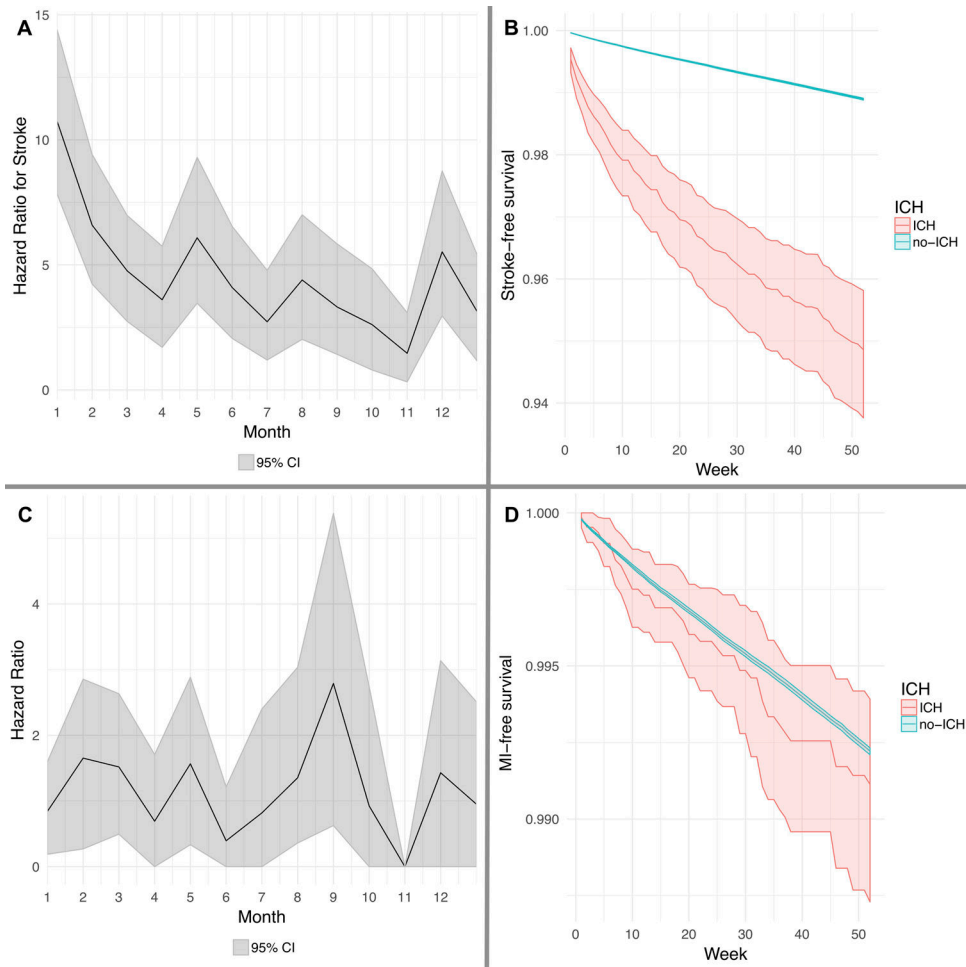 A
Hazard Ratio for Stroke
15
10
5
0
1 2 3 4 5 6 7 8 9 10 11 12
Month
95% CI
B
Stroke-free survival
1.00
0.98
0.96
0.94
0 10 20 30 40 50
Week
ICH
ICH
no-ICH
C
Hazard Ratio
4
2
0
1 2 3 4 5 6 7 8 9 10 11 12
Month
95% CI
D
MI-free survival
1.000
0.995
0.990
0 10 20 30 40 50
Week
ICH
ICH
no-ICH